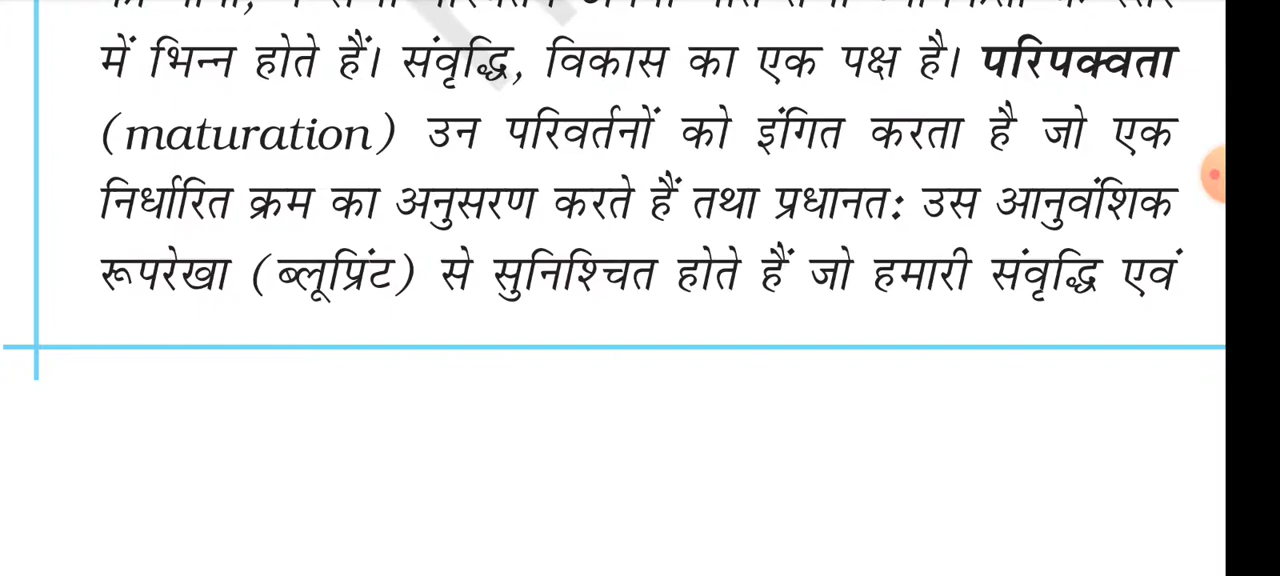 में भिन्न होते हैं। संवृद्धि, विकास का एक पक्ष है। परिपक्वता
(maturation) उन परिवर्तनों को इंगित करता है जो एक
निर्धारित क्रम का अनुसरण करते हैं तथा प्रधानत: उस आनुवंशिक
रूपरेखा (ब्लूप्रिंट) से सुनिश्चित होते हैं जो हमारी संवृद्धि एवं